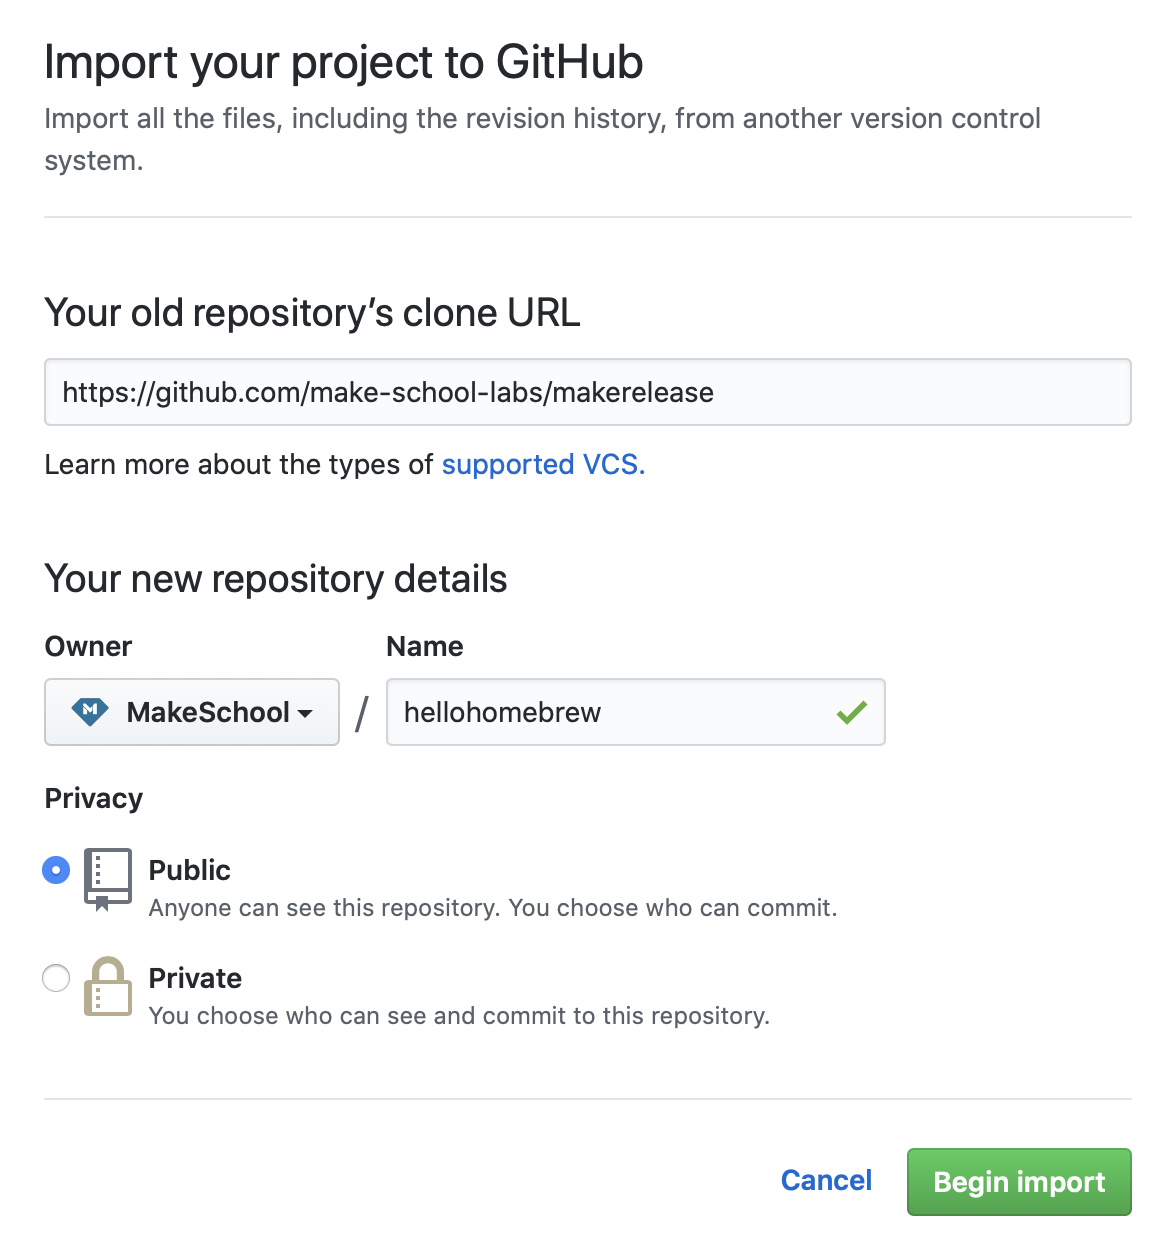 Import your project to GitHub
Import all the files, including the revision history, from another version control
system.
Your old repository’s clone URL
https://github.com/make-school-labs/makerelease
Learn more about the types of supported VCS.
Your new repository details
Owner
Name
M
MakeSchool
/
hellohomebrew
Privacy
Public
Anyone can see this repository. You choose who can commit.
Private
You choose who can see and commit to this repository.
Cancel
Begin import